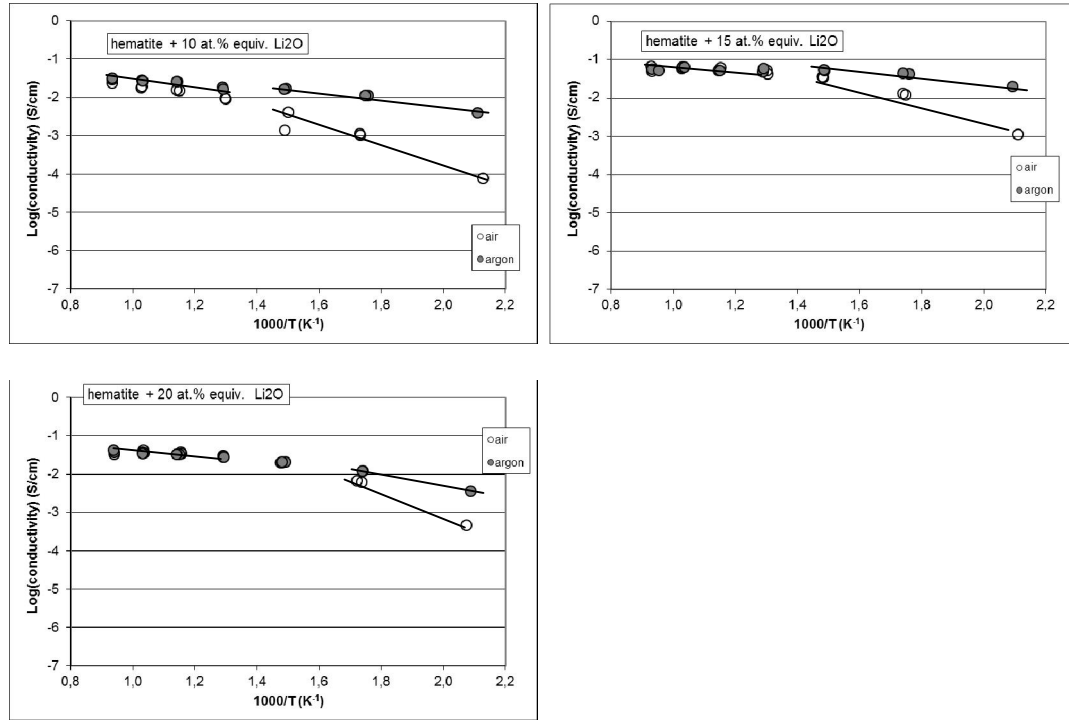 hematite + 10 at.% equiv. Li2O
Log(conductivity) (S/cm)
0
-1
-2
-3
-4
-5
-6
-7
air
argon
0,8 1,0 1,2 1,4 1,6 1,8 2,0 2,2
1000/T (K-1)
hematite + 15 at.% equiv. Li2O
Log(conductivity) (S/cm)
0
-1
-2
-3
-4
-5
-6
-7
air
argon
0,8 1,0 1,2 1,4 1,6 1,8 2,0 2,2
1000/T (K-1)
hematite + 20 at.% equiv. Li2O
Log(conductivity) (S/cm)
0
-1
-2
-3
-4
-5
-6
-7
air
argon
0,8 1,0 1,2 1,4 1,6 1,8 2,0 2,2
1000/T (K-1)